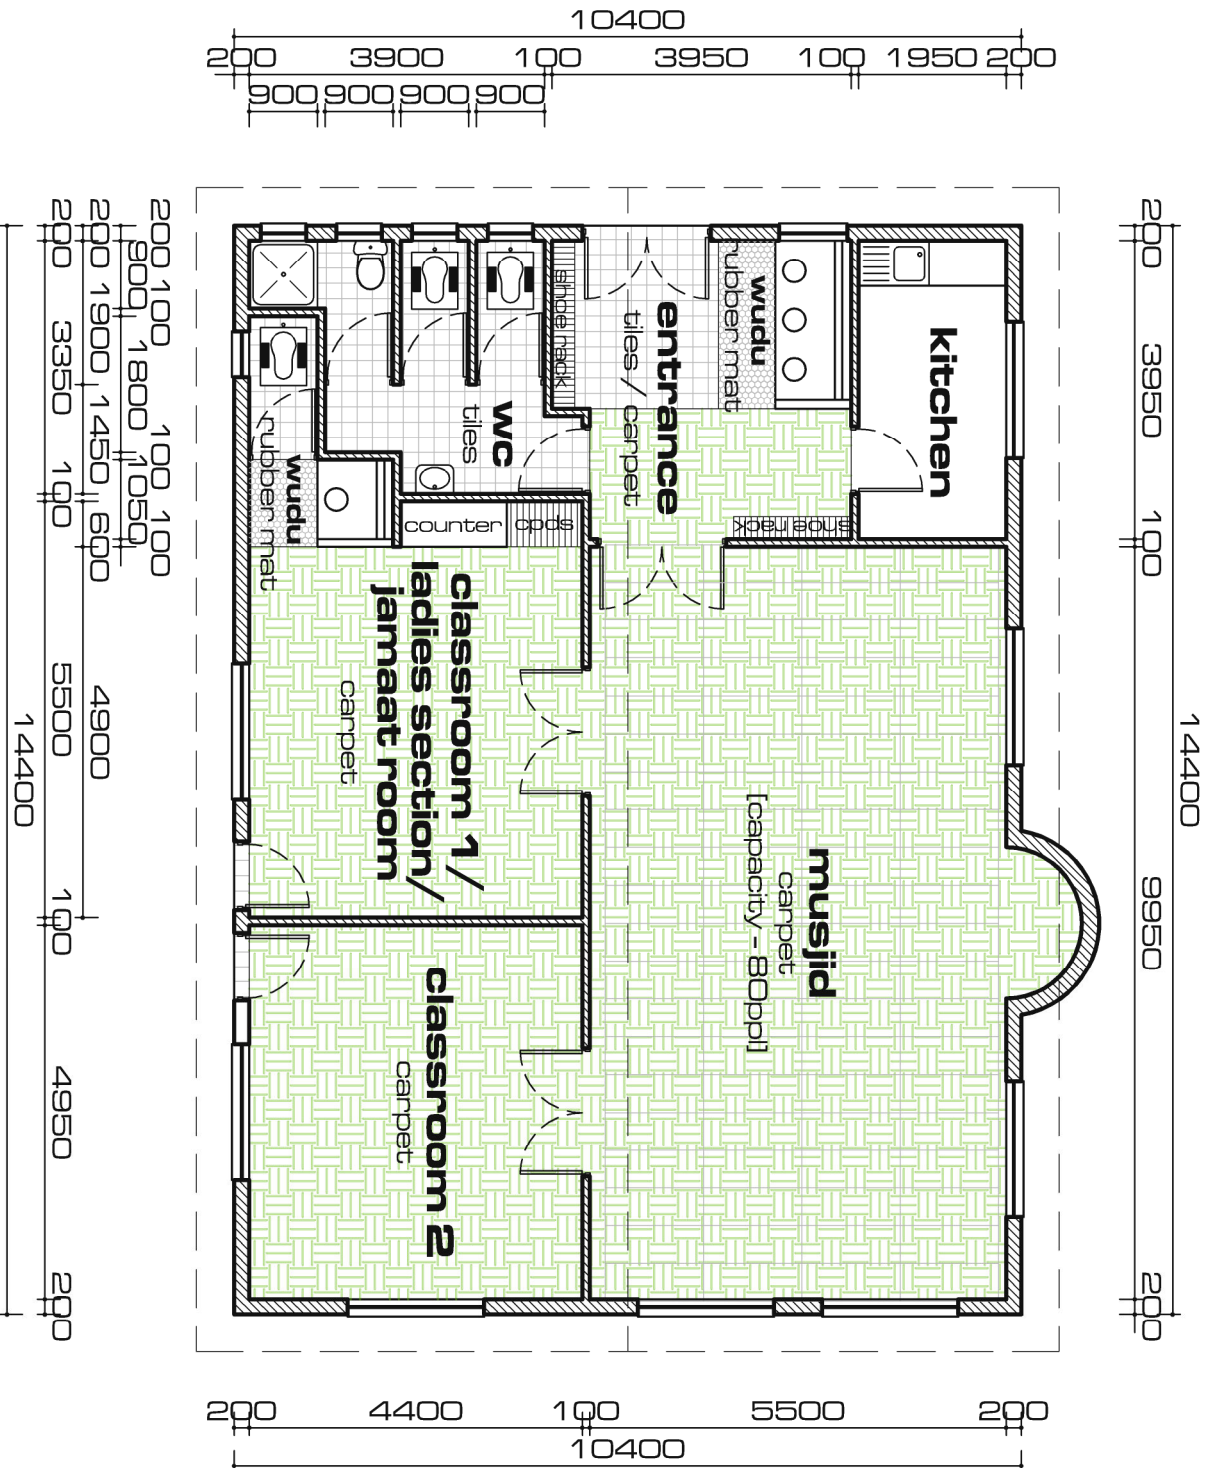 10400
200 3900 100 3950 100 1950 200
900 900 900 900
200 200 200
900
100
1900
3350
1800
1450
100
100
1050
600
100
5500
4900
14400
100
4950
200
200
3950
100
14400
9950
200
shoe rack
entrance
tiles / carpet
wudu
rubber mat
kitchen
wc
tiles
wudu
rubber mat
counter
cpds
shoe rack
classroom 1/
ladies section/
jamaat room
carpet
musjid
carpet
[capacity - 80ppl]
classroom 2
carpet
200 4400 100 5500 200
10400